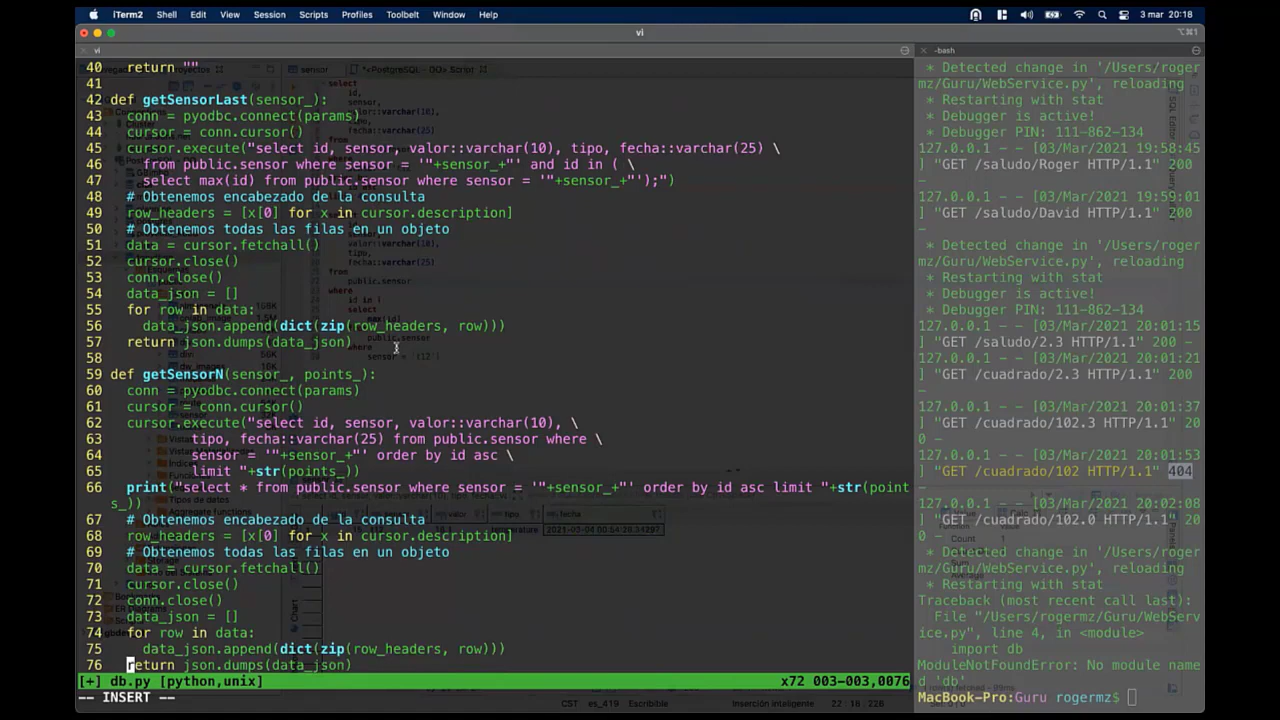 iTerm2 Shell Edit View Session Scripts Profiles Toolbelt Window Help 3 mar 20:18
vi ⌥⌘1
vi
-bash
40   return ""
41
42 def getSensorLast(sensor_):
43   conn = pyodbc.connect(params)
44   cursor = conn.cursor()
45   cursor.execute("select id, sensor, valor::varchar(10), tipo, fecha::varchar(25) \
46     from public.sensor where sensor = '"+sensor_+"' and id in ( \
47     select max(id) from public.sensor where sensor = '"+sensor_+"');")
48   # Obtenemos encabezado de la consulta
49   row_headers = [x[0] for x in cursor.description]
50   # Obtenemos todas las filas en un objeto
51   data = cursor.fetchall()
52   cursor.close()
53   conn.close()
54   data_json = []
55   for row in data:
56     data_json.append(dict(zip(row_headers, row)))
57   return json.dumps(data_json)
58
59 def getSensorN(sensor_, points_):
60   conn = pyodbc.connect(params)
61   cursor = conn.cursor()
62   cursor.execute("select id, sensor, valor::varchar(10), \
63           tipo, fecha::varchar(25) from public.sensor where \
64           sensor = '"+sensor_+"' order by id asc \
65           limit "+str(points_))
66   print("select * from public.sensor where sensor = '"+sensor_+"' order by id asc limit "+str(point
s_))
67   # Obtenemos encabezado de la consulta
68   row_headers = [x[0] for x in cursor.description]
69   # Obtenemos todas las filas en un objeto
70   data = cursor.fetchall()
71   cursor.close()
72   conn.close()
73   data_json = []
74   for row in data:
75     data_json.append(dict(zip(row_headers, row)))
76   return json.dumps(data_json)
[+] db.py [python,unix] x72 003-003,0076
-- INSERT --
* Detected change in '/Users/roger
mz/Guru/WebService.py', reloading
* Restarting with stat
* Debugger is active!
* Debugger PIN: 111-862-134
127.0.0.1 - - [03/Mar/2021 19:58:45
] "GET /saludo/Roger HTTP/1.1" 200
-
127.0.0.1 - - [03/Mar/2021 19:59:01
] "GET /saludo/David HTTP/1.1" 200
-
* Detected change in '/Users/roger
mz/Guru/WebService.py', reloading
* Restarting with stat
* Debugger is active!
* Debugger PIN: 111-862-134
127.0.0.1 - - [03/Mar/2021 20:01:15
] "GET /saludo/2.3 HTTP/1.1" 200 -
127.0.0.1 - - [03/Mar/2021 20:01:21
] "GET /cuadrado/2.3 HTTP/1.1" 200
-
127.0.0.1 - - [03/Mar/2021 20:01:37
] "GET /cuadrado/102.3 HTTP/1.1" 20
0 -
127.0.0.1 - - [03/Mar/2021 20:01:53
] "GET /cuadrado/102 HTTP/1.1" 404
-
127.0.0.1 - - [03/Mar/2021 20:02:08
] "GET /cuadrado/102.0 HTTP/1.1" 20
0 -
* Detected change in '/Users/roger
mz/Guru/WebService.py', reloading
* Restarting with stat
Traceback (most recent call last):
File "/Users/rogermz/Guru/WebServ
ice.py", line 4, in <module>
import db
ModuleNotFoundError: No module name
d 'db'
MacBook-Pro:Guru rogermz$